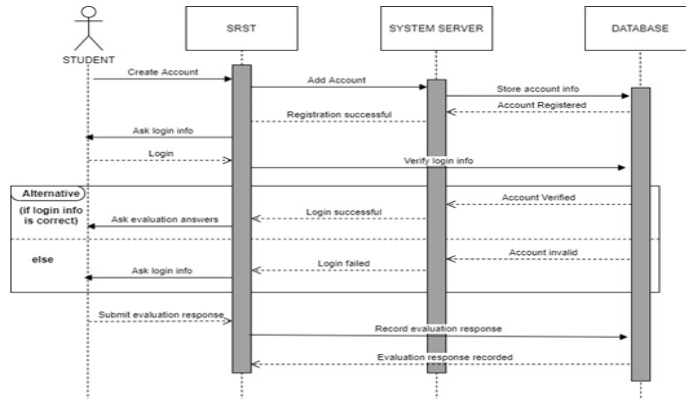 SRST
SYSTEM SERVER
DATABASE
STUDENT
Create Account
Add Account
Store account info
Account Registered
Registration successful
Ask login info
Login
Verify login info
Alternative
(if login info
is correct)
Account Verified
Login successful
Ask evaluation answers
else
Account invalid
Login failed
Ask login info
Submit evaluation response
Record evaluation response
Evaluation response recorded